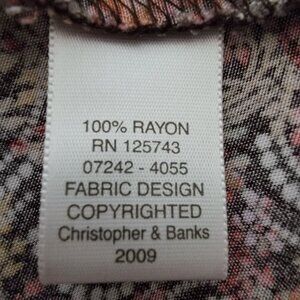 100% RAYON
RN 125743
07242 - 4055
FABRIC DESIGN
COPYRIGHTED
Christopher & Banks
2009